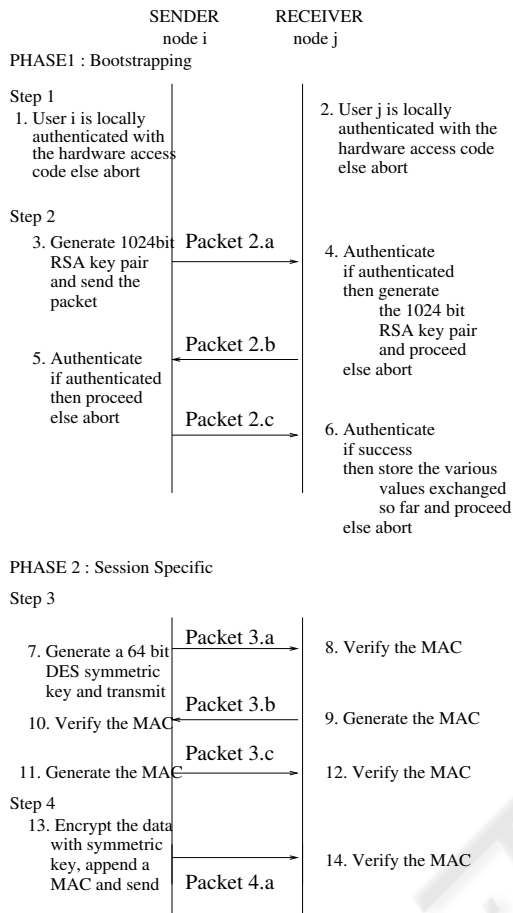 SENDER RECEIVER
node i node j
PHASE1 : Bootstrapping
Step 1
1. User i is locally
authenticated with
the hardware access
code else abort
2. User j is locally
authenticated with the
hardware access code
else abort
Step 2
3. Generate 1024bit
RSA key pair
and send the
packet
Packet 2.a
4. Authenticate
if authenticated
then generate
the 1024 bit
RSA key pair
and proceed
else abort
Packet 2.b
5. Authenticate
if authenticated
then proceed
else abort
Packet 2.c
6. Authenticate
if success
then store the various
values exchanged
so far and proceed
else abort
PHASE 2 : Session Specific
Step 3
7. Generate a 64 bit
DES symmetric
key and transmit
Packet 3.a
8. Verify the MAC
Packet 3.b
9. Generate the MAC
10. Verify the MAC
Packet 3.c
11. Generate the MAC
12. Verify the MAC
Step 4
13. Encrypt the data
with symmetric
key, append a
MAC and send
Packet 4.a
14. Verify the MAC